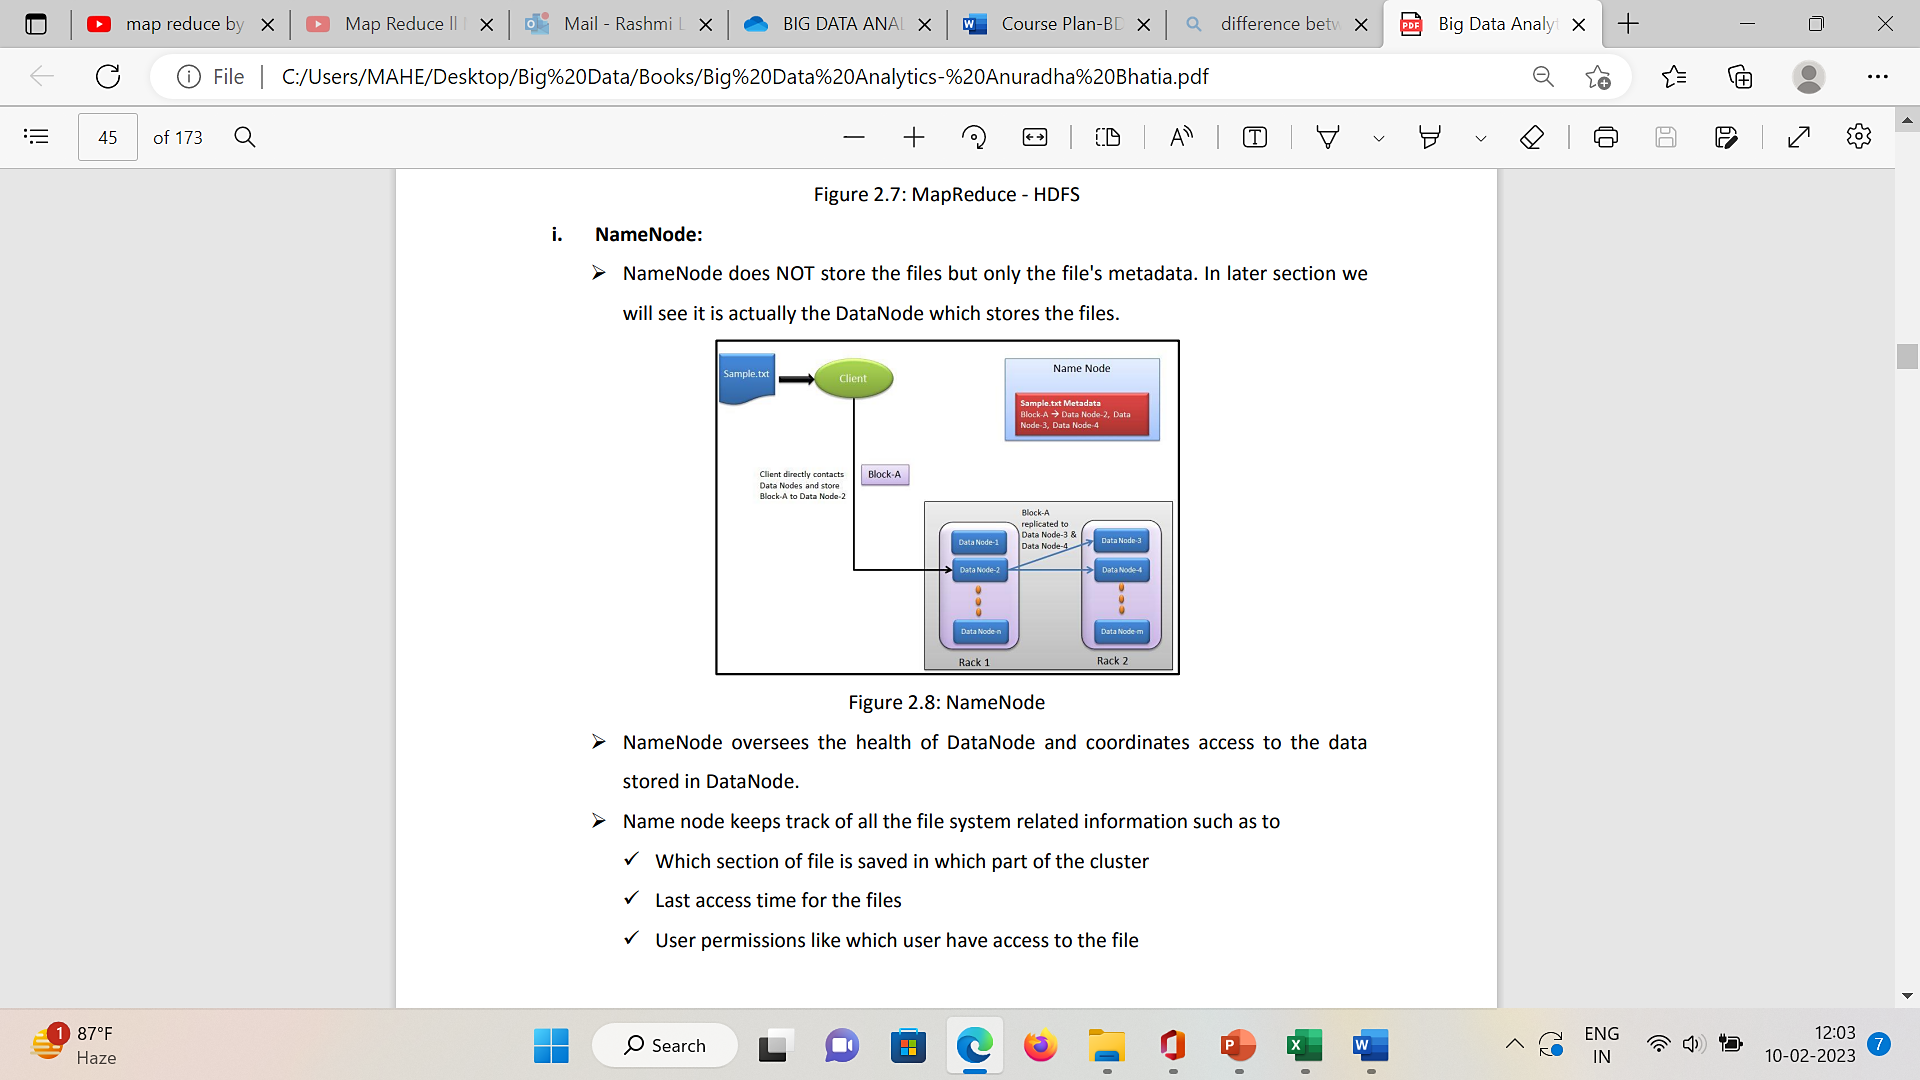 map reduce by
Map Reduce ll
Mail - Rashmi L
BIG DATA ANAL
Course Plan-BD
difference betw
Big Data Analyt
File
C:/Users/MAHE/Desktop/Big%20Data/Books/Big%20Data%20Analytics-%20Anuradha%20Bhatia.pdf
45 of 173
Figure 2.7: MapReduce - HDFS
i. NameNode:
➢ NameNode does NOT store the files but only the file's metadata. In later section we
will see it is actually the DataNode which stores the files.
Sample.txt
Client
Name Node
Sample.txt Metadata
Block-A → Data Node-2, Data
Node-3, Data Node-4
Client directly contacts
Data Nodes and store
Block-A to Data Node-2
Block-A
Block-A
replicated to
Data Node-3 &
Data Node-4
Data Node-1
Data Node-2
Data Node-n
Rack 1
Data Node-3
Data Node-4
Data Node-m
Rack 2
Figure 2.8: NameNode
➢ NameNode oversees the health of DataNode and coordinates access to the data
stored in DataNode.
➢ Name node keeps track of all the file system related information such as to
✓ Which section of file is saved in which part of the cluster
✓ Last access time for the files
✓ User permissions like which user have access to the file
1
87°F
Haze
Search
ENG
IN
12:03
10-02-2023
7